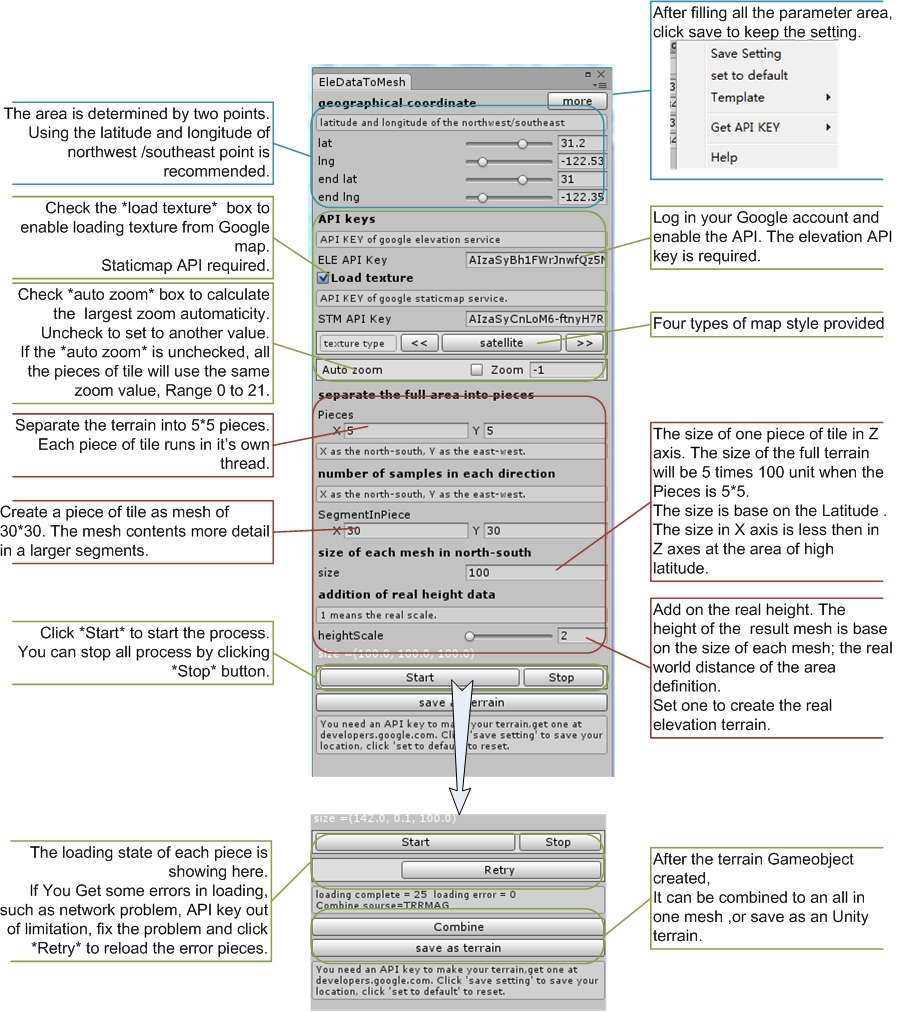 After filling all the parameter area,
click save to keep the setting.
Save Setting
set to default
Template
Get API KEY
Help
The area is determined by two points.
Using the latitude and longitude of
northwest /southeast point is
recommended.
Check the *load texture* box to
enable loading texture from Google
map.
Staticmap API required.
Check *auto zoom* box to calculate
the largest zoom automaticity.
Uncheck to set to another value.
If the *auto zoom* is unchecked, all
the pieces of tile will use the same
zoom value, Range 0 to 21.
Separate the terrain into 5*5 pieces.
Each piece of tile runs in it's own
thread.
Create a piece of tile as mesh of
30*30. The mesh contents more detail
in a larger segments.
Click *Start* to start the process.
You can stop all process by clicking
*Stop* button.
EleDataToMesh
geographical coordinate more
latitude and longitude of the northwest/southeast
lat 31.2
lng -122.53
end lat 31
end lng -122.35
API keys
API KEY of google elevation service
ELE API Key
Load texture
API KEY of google staticmap service.
STM API Key AIzaSyCnLoM6-ftnyH7R
texture type << satellite >>
Auto zoom Zoom -1
separate the full area into pieces
Pieces
X 5 Y 5
X as the north-south, Y as the east-west.
number of samples in each direction
X as the north-south, Y as the east-west.
SegmentInPiece
X 30 Y 30
size of each mesh in north-south
size 100
addition of real height data
1 means the real scale.
heightScale 2
size =(100.0, 100.0, 100.0)
Start Stop
save a terrain
You need an API key to make your terrain,get one at
developers.google.com. Click 'save setting' to save your
location, click 'set to default' to reset.
Log in your Google account and
enable the API. The elevation API
key is required.
Four types of map style provided
The size of one piece of tile in Z
axis. The size of the full terrain
will be 5 times 100 unit when the
Pieces is 5*5.
The size is base on the Latitude .
The size in X axis is less then in
Z axes at the area of high
latitude.
Add on the real height. The
height of the result mesh is base
on the size of each mesh; the real
world distance of the area
definition.
Set one to create the real
elevation terrain.
The loading state of each piece is
showing here.
If You Get some errors in loading,
such as network problem, API key out
of limitation, fix the problem and click
*Retry* to reload the error pieces.
size =(142.0, 0.1, 100.0)
Start Stop
Retry
loading complete = 25 loading error = 0
Combine sourse=TRRMAG
Combine
save as terrain
You need an API key to make your terrain,get one at
developers.google.com. Click 'save setting' to save your
location, click 'set to default' to reset.
After the terrain Gameobject
created,
It can be combined to an all in
one mesh ,or save as an Unity
terrain.